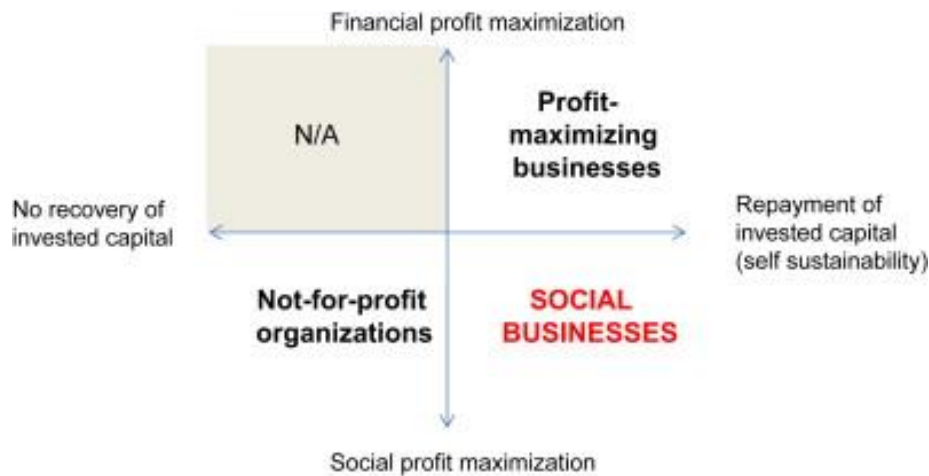 Financial profit maximization
N/A
Profit-
maximizing
businesses
No recovery of
invested capital
Repayment of
invested capital
(self sustainability)
Not-for-profit
organizations
SOCIAL
BUSINESSES
Social profit maximization